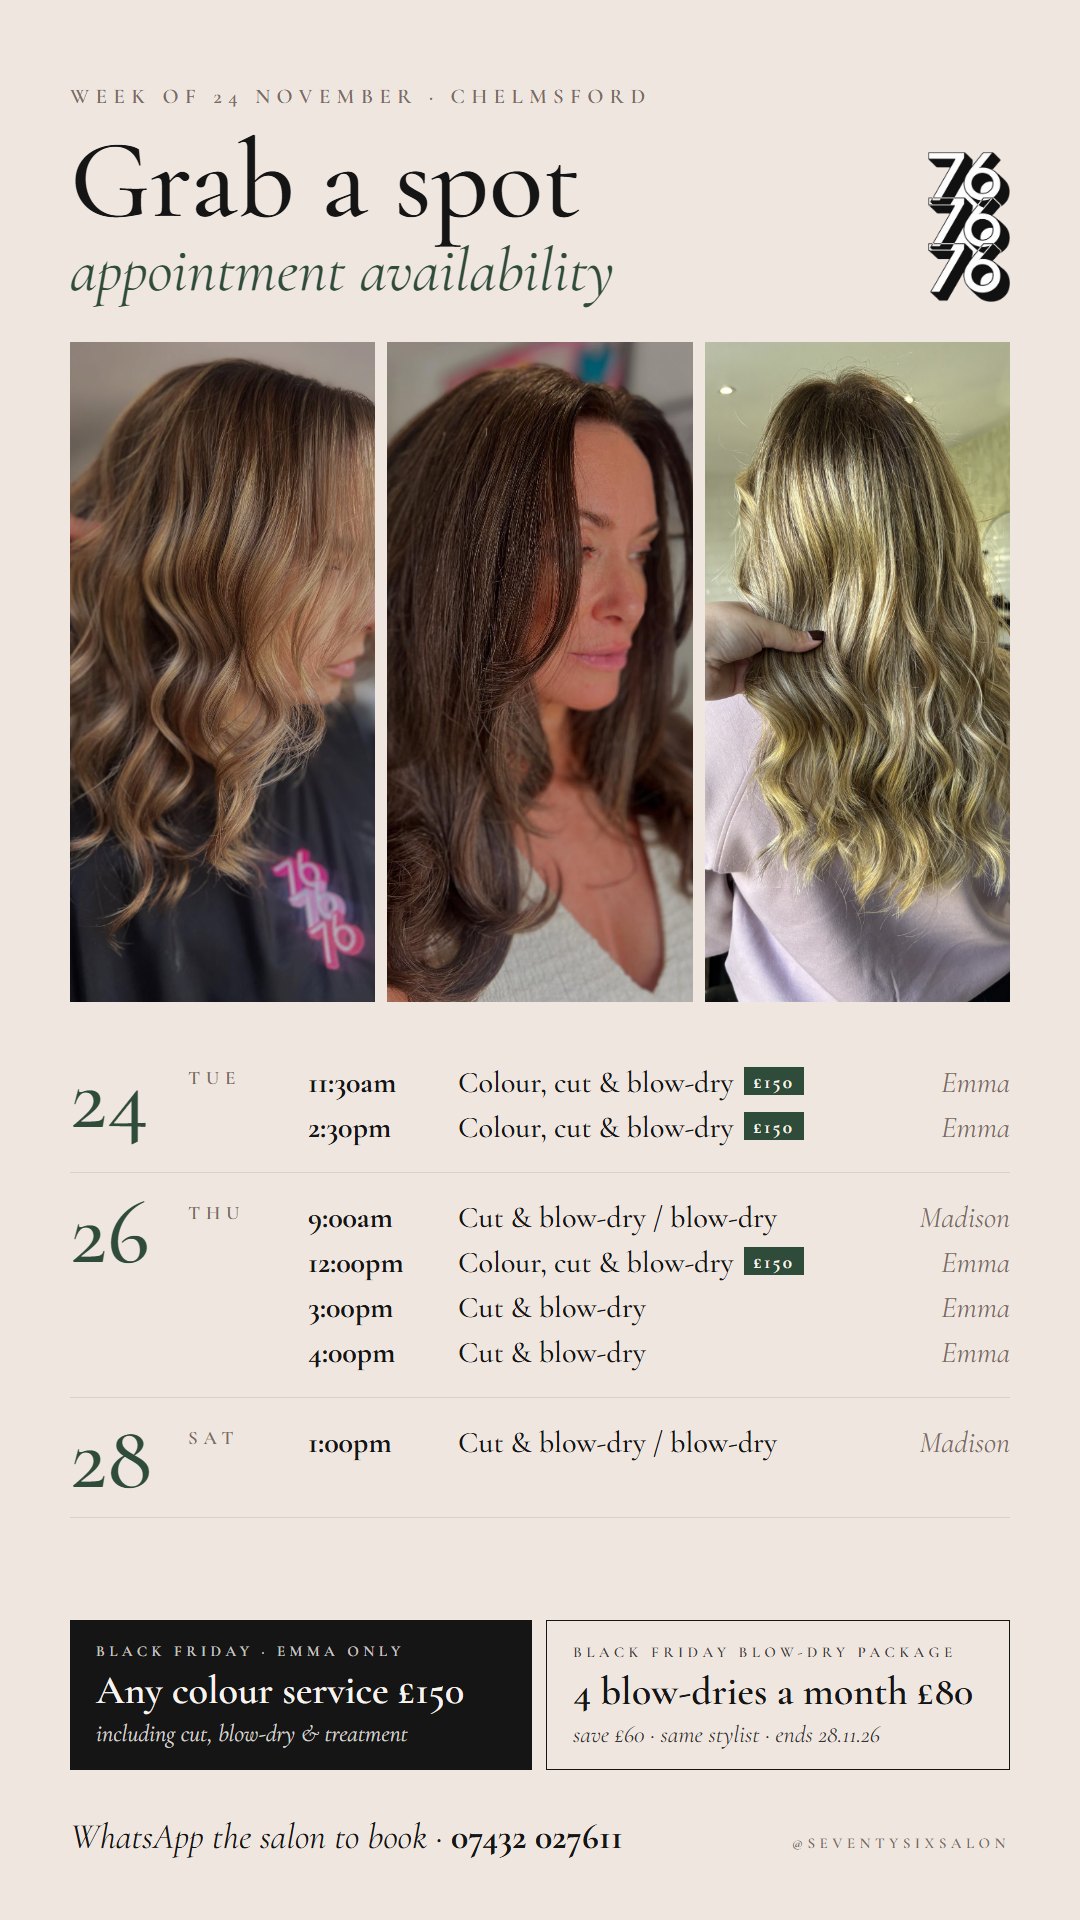 WEEK OF 24 NOVEMBER · CHELMSFORD
Grab a spot
appointment availability
76
76
76
76
76
76
24 TUE 11:30am Colour, cut & blow-dry £150 Emma
2:30pm Colour, cut & blow-dry £150 Emma
26 THU 9:00am Cut & blow-dry / blow-dry Madison
12:00pm Colour, cut & blow-dry £150 Emma
3:00pm Cut & blow-dry Emma
4:00pm Cut & blow-dry Emma
28 SAT 1:00pm Cut & blow-dry / blow-dry Madison
BLACK FRIDAY · EMMA ONLY
Any colour service £150
including cut, blow-dry & treatment
BLACK FRIDAY BLOW-DRY PACKAGE
4 blow-dries a month £80
save £60 · same stylist · ends 28.11.26
WhatsApp the salon to book · 07432 027611
@SEVENTYSIXSALON